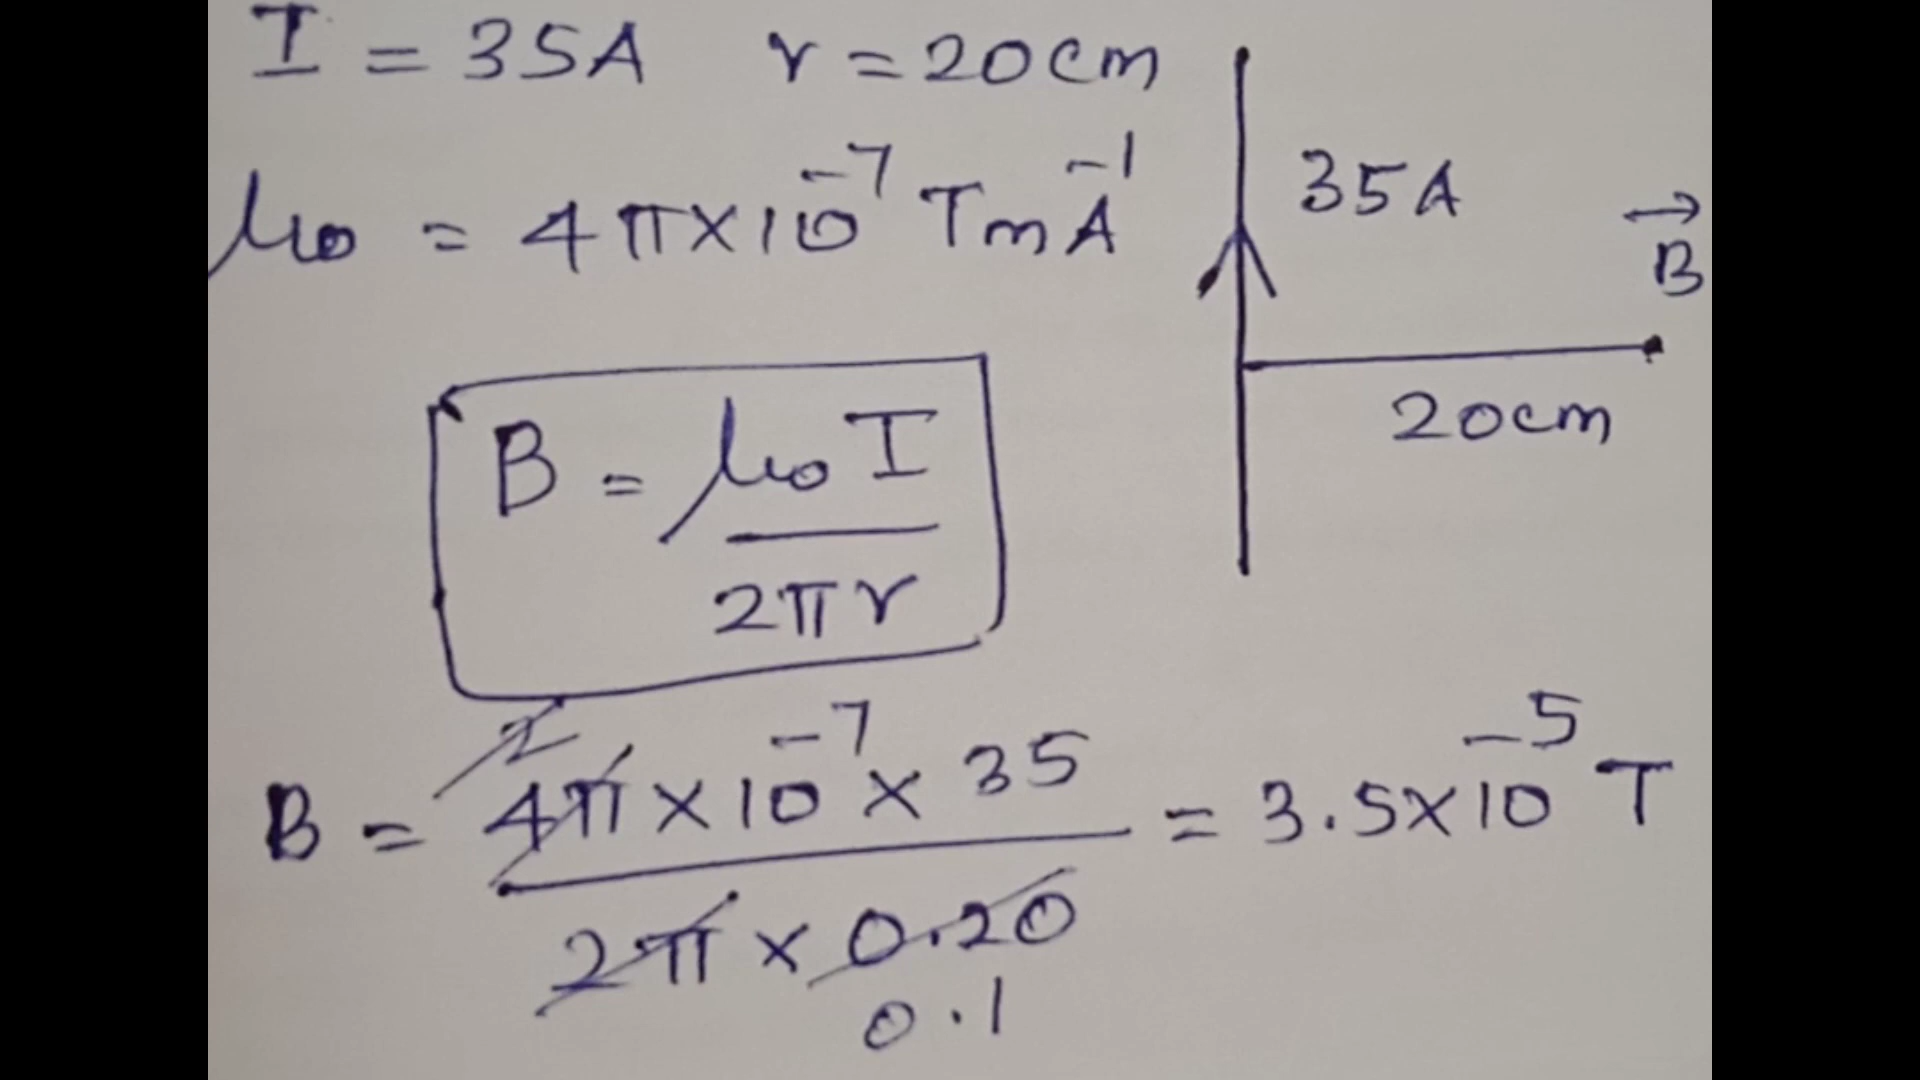 I = 35A r = 20cm
μ₀ = 4π×10⁻⁷ TmA⁻¹
35A
B⃗
20cm
B = μ₀I / 2πr
B = 4π×10⁻⁷×35 / 2π×0.20 = 3.5×10⁻⁵ T
2
0.1